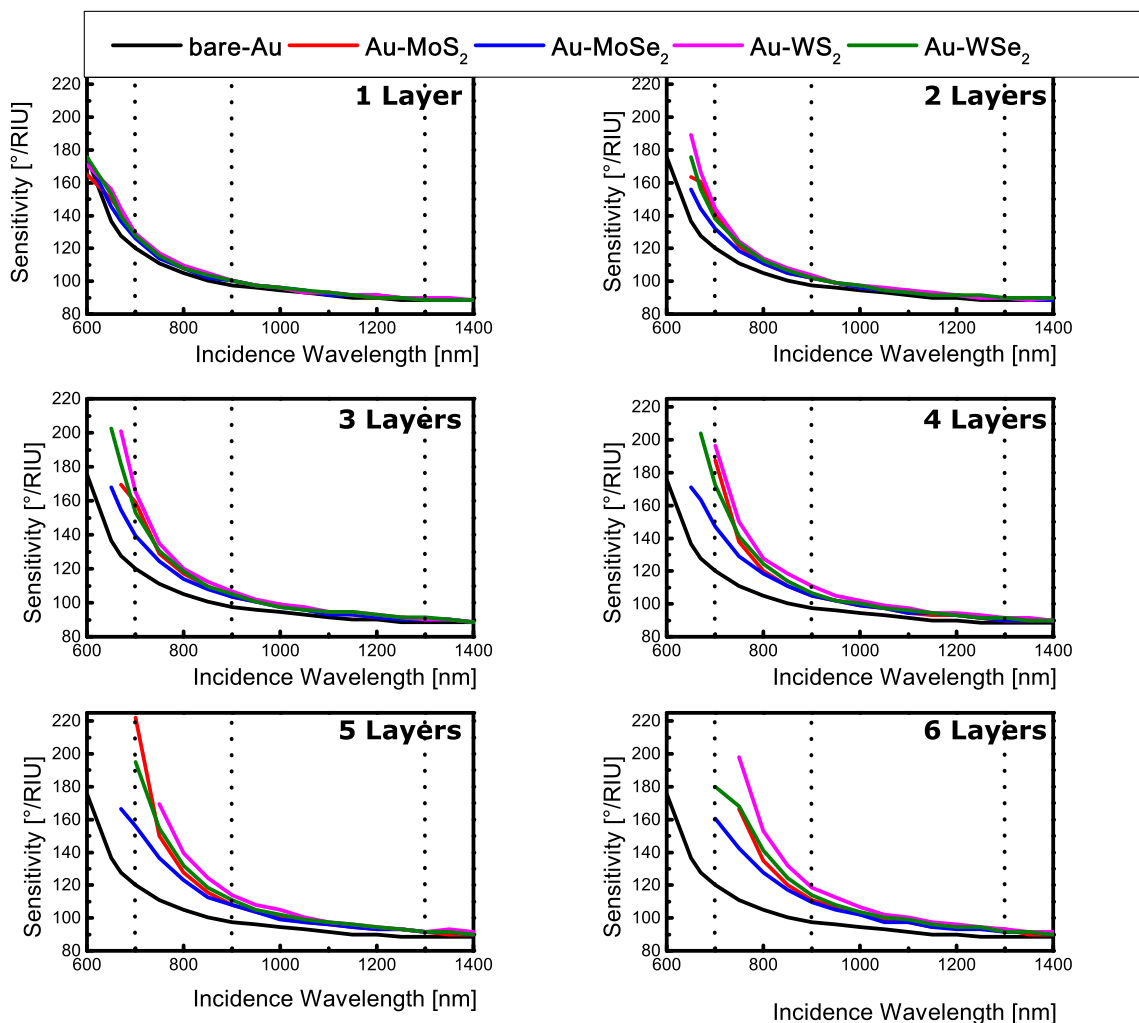 bare-Au Au-MoS2 Au-MoSe2 Au-WS2 Au-WSe2
1 Layer
Sensitivity [°/RIU]
220
200
180
160
140
120
100
80
600 800 1000 1200 1400
Incidence Wavelength [nm]
2 Layers
Sensitivity [°/RIU]
220
200
180
160
140
120
100
80
600 800 1000 1200 1400
Incidence Wavelength [nm]
3 Layers
Sensitivity [°/RIU]
220
200
180
160
140
120
100
80
600 800 1000 1200 1400
Incidence Wavelength [nm]
4 Layers
Sensitivity [°/RIU]
220
200
180
160
140
120
100
80
600 800 1000 1200 1400
Incidence Wavelength [nm]
5 Layers
Sensitivity [°/RIU]
220
200
180
160
140
120
100
80
600 800 1000 1200 1400
Incidence Wavelength [nm]
6 Layers
Sensitivity [°/RIU]
220
200
180
160
140
120
100
80
600 800 1000 1200 1400
Incidence Wavelength [nm]